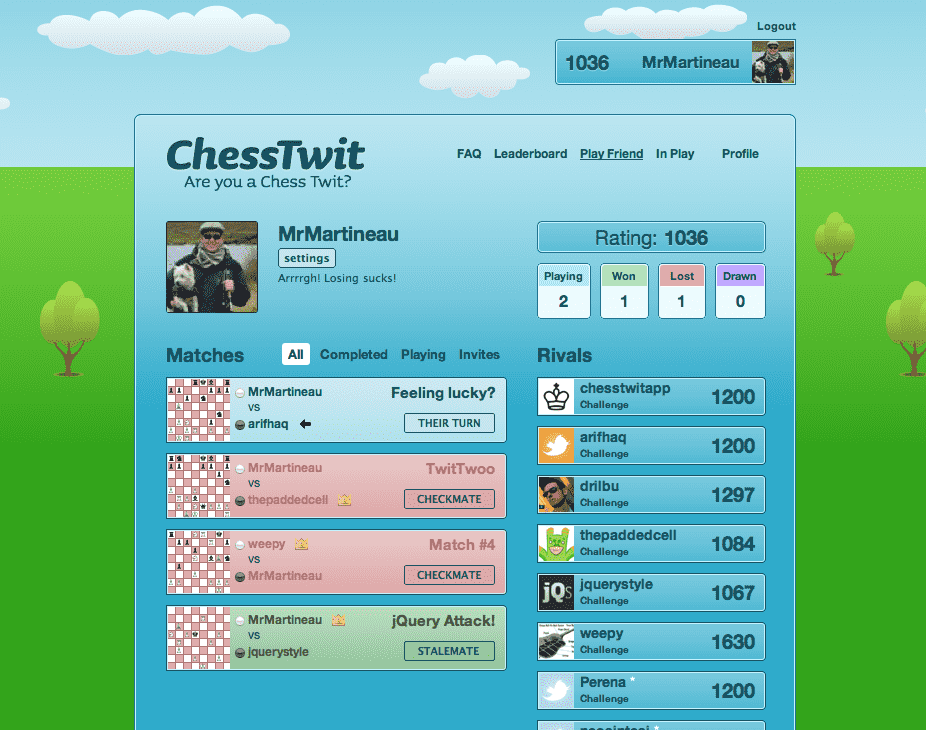 Logout
1036 MrMartineau
ChessTwit
Are you a Chess Twit?
FAQ Leaderboard Play Friend In Play Profile
MrMartineau
settings
Arrrrgh! Losing sucks!
Rating: 1036
Playing Won Lost Drawn
2 1 1 0
Matches All Completed Playing Invites
MrMartineau Feeling lucky?
vs
arifhaq THEIR TURN
MrMartineau TwitTwoo
vs
thepaddedcell CHECKMATE
weepy Match #4
vs
MrMartineau CHECKMATE
MrMartineau jQuery Attack!
vs
jquerystyle STALEMATE
Rivals
chesstwitapp 1200
Challenge
arifhaq 1200
Challenge
drilbu 1297
Challenge
thepaddedcell 1084
Challenge
jQs
jquerystyle 1067
Challenge
weepy 1630
Challenge
Perena * 1200
Challenge